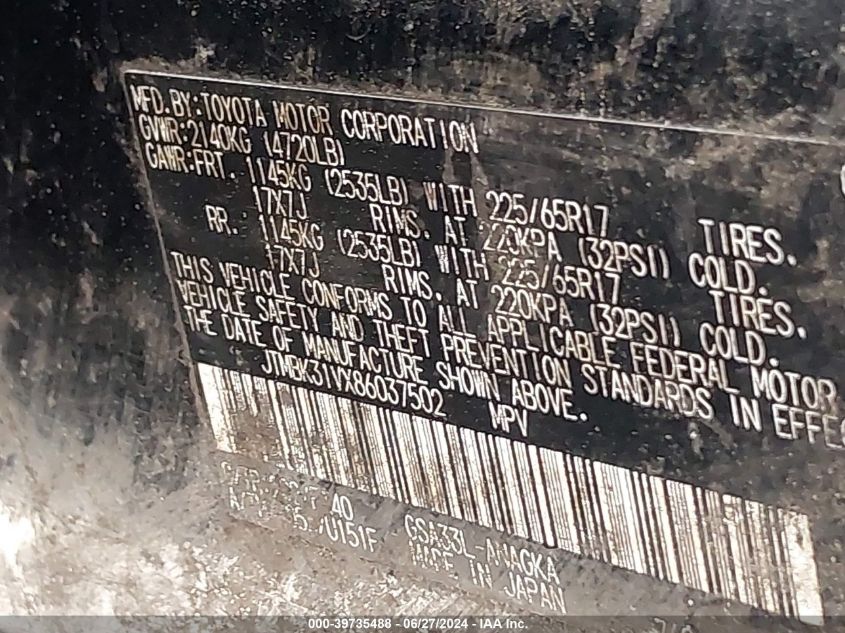 MFD.BY:TOYOTA MOTOR CORPORATION
GVWR:2140KG (4720LB)
GAWR:FRT. 1145KG (2535LB) WITH 225/65R17 TIRES.
17X7J RIMS. AT 220KPA (32PSI) COLD.
RR: 1145KG (2535LB) WITH 225/65R17 TIRES.
17X7J RIMS. AT 220KPA (32PSI) COLD.
THIS VEHICLE CONFORMS TO ALL APPLICABLE FEDERAL MOTOR
VEHICLE SAFETY AND THEFT PREVENTION STANDARDS IN EFFEC
THE DATE OF MANUFACTURE SHOWN ABOVE.
JTMBK31VX86037502 MPV
40
U151F GSA33L-ANAGKA
MADE IN JAPAN
000-39735488 - 06/27/2024 - IAA Inc.